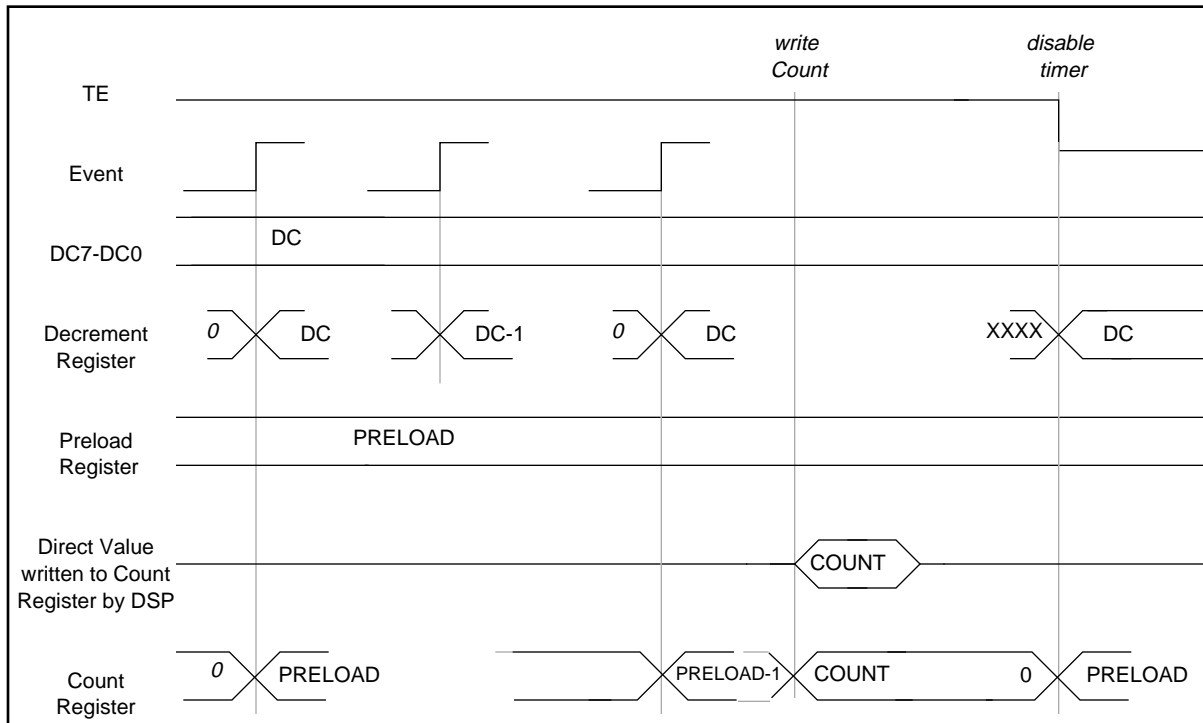 write
Count
disable
timer
TE
Event
DC
DC7-DC0
Decrement
Register
0
DC
DC-1
0
DC
XXXX
DC
PRELOAD
Preload
Register
Direct Value
written to Count
Register by DSP
COUNT
Count
Register
0
PRELOAD
PRELOAD-1
COUNT
0
PRELOAD